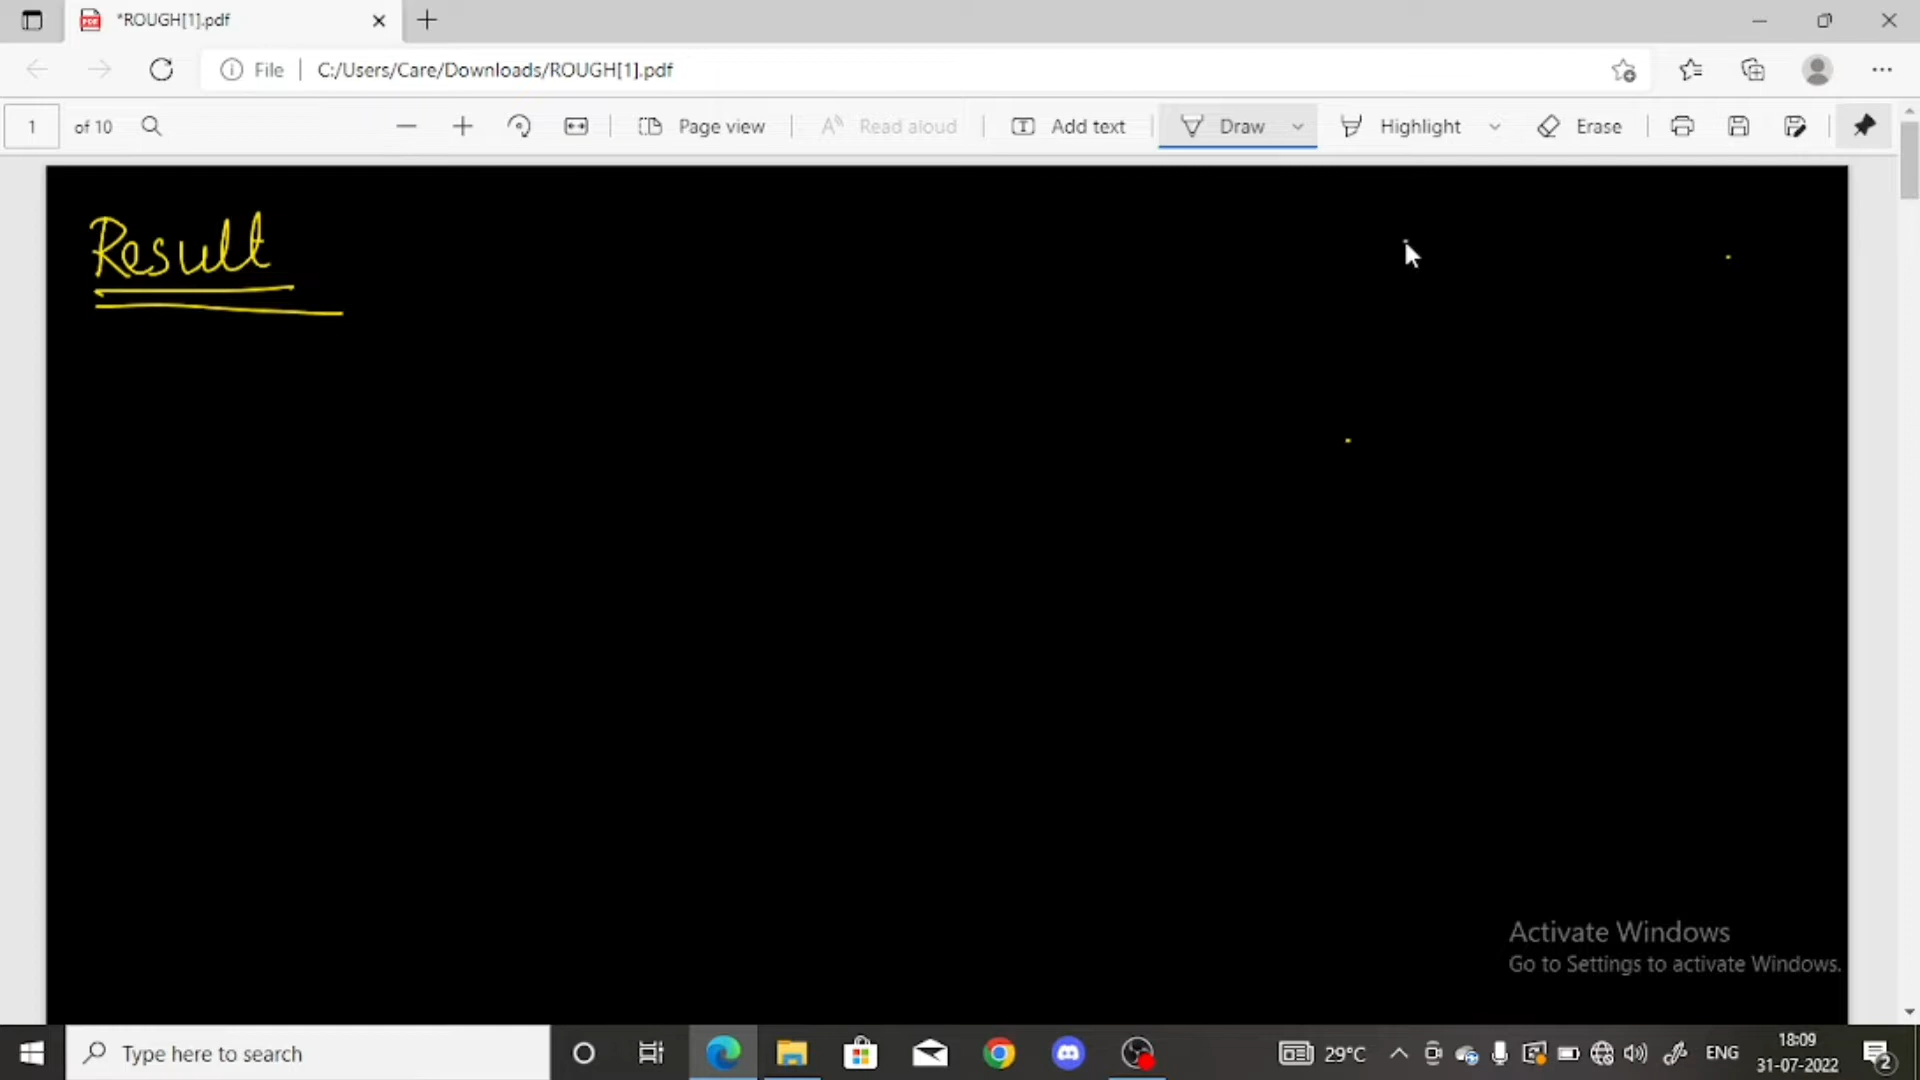 *ROUGH[1].pdf
File
C:/Users/Care/Downloads/ROUGH[1].pdf
1 of 10
Page view
Read aloud
Add text
Draw
Highlight
Erase
Result
Activate Windows
Go to Settings to activate Windows.
Type here to search
29°C
ENG
18:09
31-07-2022
2